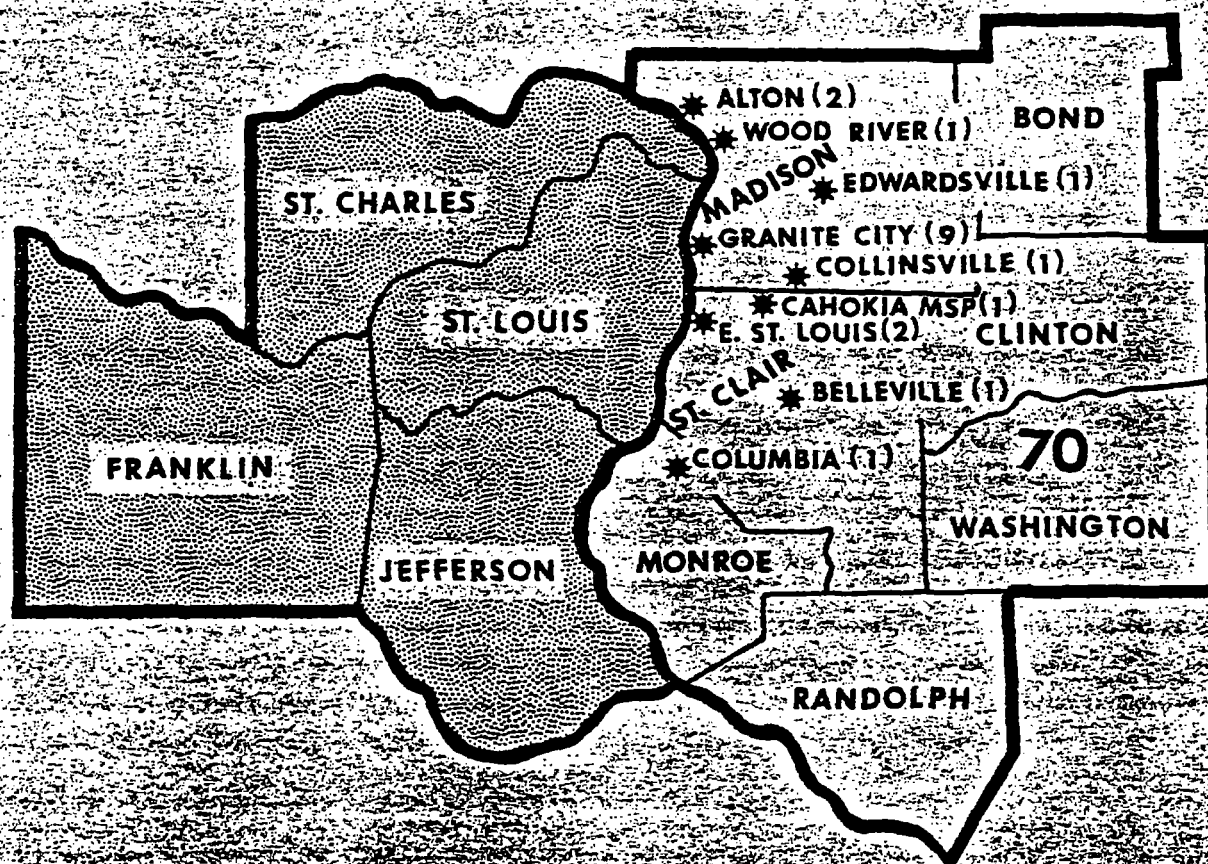 ALTON (2)
BOND
WOOD RIVER (1)
MADISON
EDWARDSVILLE (1)
ST. CHARLES
GRANITE CITY (9)
COLLINSVILLE (1)
CAHOKIA MSP (1)
ST. LOUIS
E. ST. LOUIS (2)
CLINTON
ST. CLAIR
BELLEVILLE (1)
70
COLUMBIA (1)
FRANKLIN
WASHINGTON
MONROE
JEFFERSON
RANDOLPH